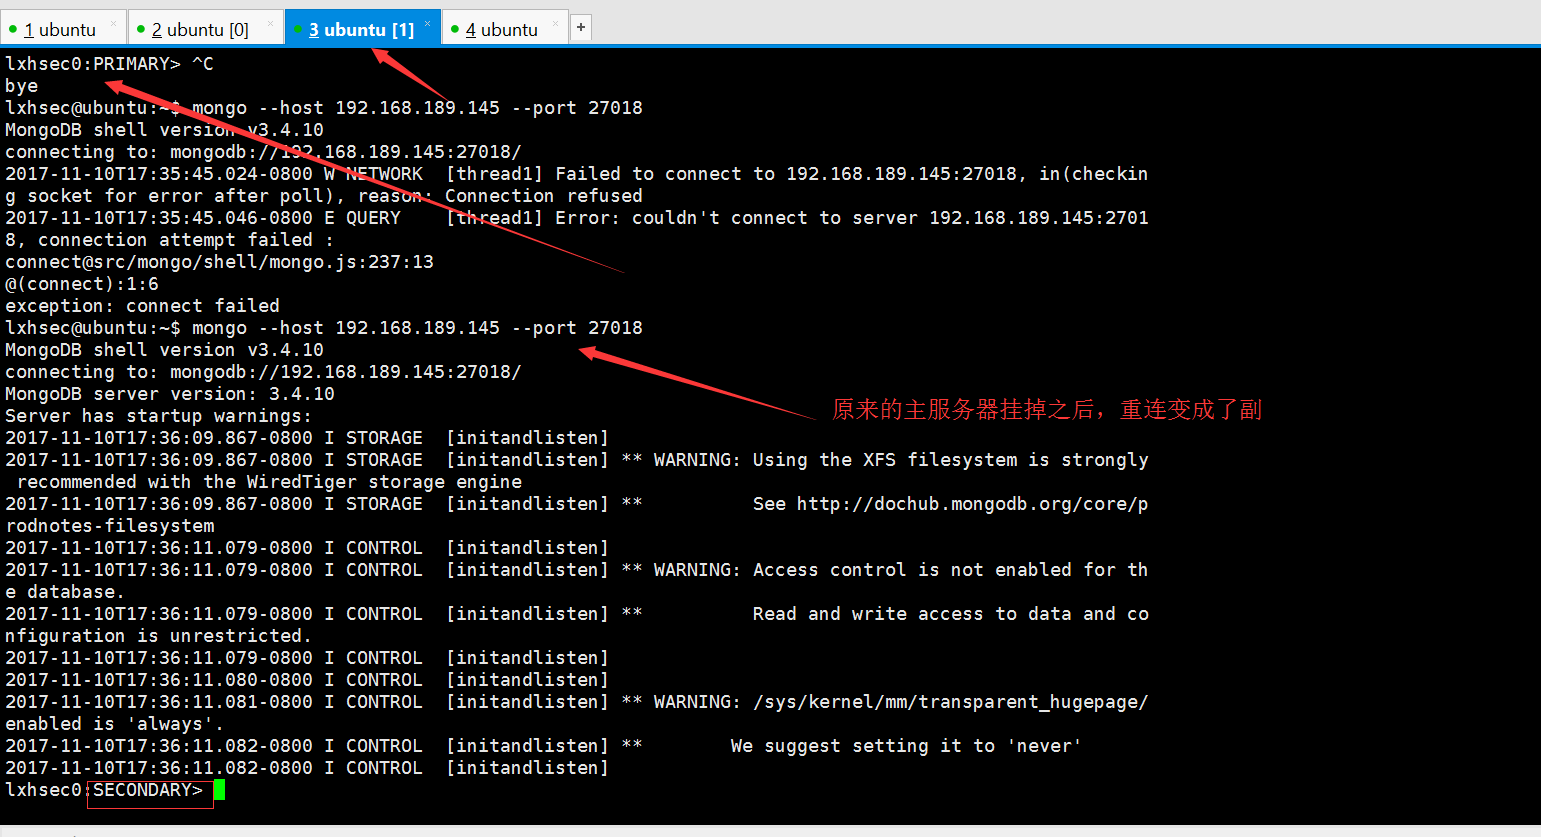 1 ubuntu
2 ubuntu [0]
3 ubuntu [1]
4 ubuntu
+
lxhsec0:PRIMARY> ^C
bye
lxhsec@ubuntu:~$ mongo --host 192.168.189.145 --port 27018
MongoDB shell version v3.4.10
connecting to: mongodb://192.168.189.145:27018/
2017-11-10T17:35:45.024-0800 W NETWORK  [thread1] Failed to connect to 192.168.189.145:27018, in(checkin
g socket for error after poll), reason: Connection refused
2017-11-10T17:35:45.046-0800 E QUERY    [thread1] Error: couldn't connect to server 192.168.189.145:2701
8, connection attempt failed :
connect@src/mongo/shell/mongo.js:237:13
@(connect):1:6
exception: connect failed
lxhsec@ubuntu:~$ mongo --host 192.168.189.145 --port 27018
MongoDB shell version v3.4.10
connecting to: mongodb://192.168.189.145:27018/
MongoDB server version: 3.4.10
原来的主服务器挂掉之后，重连变成了副
Server has startup warnings:
2017-11-10T17:36:09.867-0800 I STORAGE  [initandlisten]
2017-11-10T17:36:09.867-0800 I STORAGE  [initandlisten] ** WARNING: Using the XFS filesystem is strongly
 recommended with the WiredTiger storage engine
2017-11-10T17:36:09.867-0800 I STORAGE  [initandlisten] **          See http://dochub.mongodb.org/core/p
rodnotes-filesystem
2017-11-10T17:36:11.079-0800 I CONTROL  [initandlisten]
2017-11-10T17:36:11.079-0800 I CONTROL  [initandlisten] ** WARNING: Access control is not enabled for th
e database.
2017-11-10T17:36:11.079-0800 I CONTROL  [initandlisten] **          Read and write access to data and co
nfiguration is unrestricted.
2017-11-10T17:36:11.079-0800 I CONTROL  [initandlisten]
2017-11-10T17:36:11.080-0800 I CONTROL  [initandlisten]
2017-11-10T17:36:11.081-0800 I CONTROL  [initandlisten] ** WARNING: /sys/kernel/mm/transparent_hugepage/
enabled is 'always'.
2017-11-10T17:36:11.082-0800 I CONTROL  [initandlisten] **        We suggest setting it to 'never'
2017-11-10T17:36:11.082-0800 I CONTROL  [initandlisten]
lxhsec0:SECONDARY>